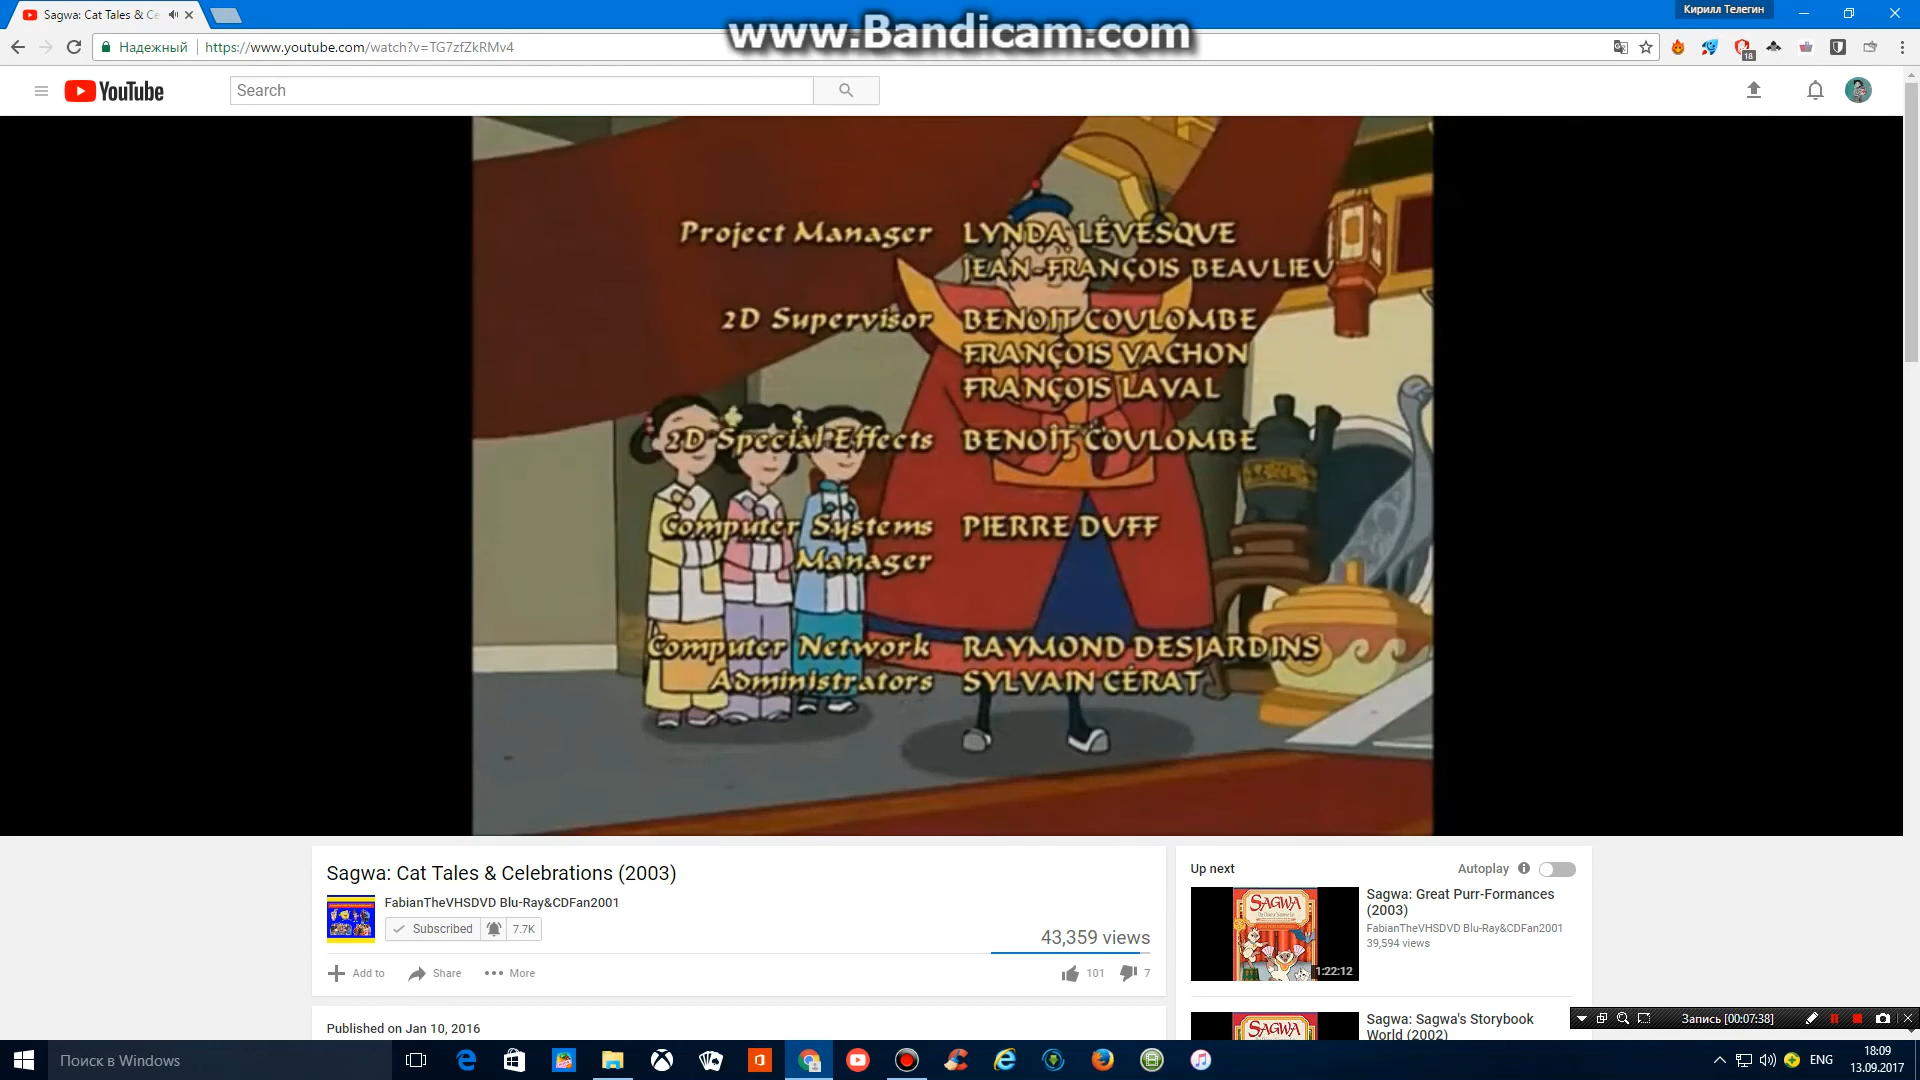 Sagwa: Cat Tales & Ce
www.Bandicam.com
Кирилл Телегин
Надежный
https://www.youtube.com/watch?v=TG7zfZkRMv4
18
YouTube
Search
Project Manager LYNDA LÉVESQUE
JEAN-FRANÇOIS BEAULIEU
2D Supervisor BENOIT COULOMBE
FRANÇOIS VACHON
FRANÇOIS LAVAL
2D Special Effects BENOÎT COULOMBE
Computer Systems PIERRE DUFF
Manager
Computer Network RAYMOND DESJARDINS
Administrators SYLVAIN CÉRAT
Sagwa: Cat Tales & Celebrations (2003)
FabianTheVHSDVD Blu-Ray&CDFan2001
Subscribed 7.7K
43,359 views
Add to Share More 101 7
Published on Jan 10, 2016
Up next Autoplay
Sagwa: Great Purr-Formances
(2003)
FabianTheVHSDVD Blu-Ray&CDFan2001
39,594 views
SAGWA
1:22:12
Sagwa: Sagwa's Storybook
World (2002)
SAGWA
Запись [00:07:38]
Поиск в Windows
ENG
18:09
13.09.2017